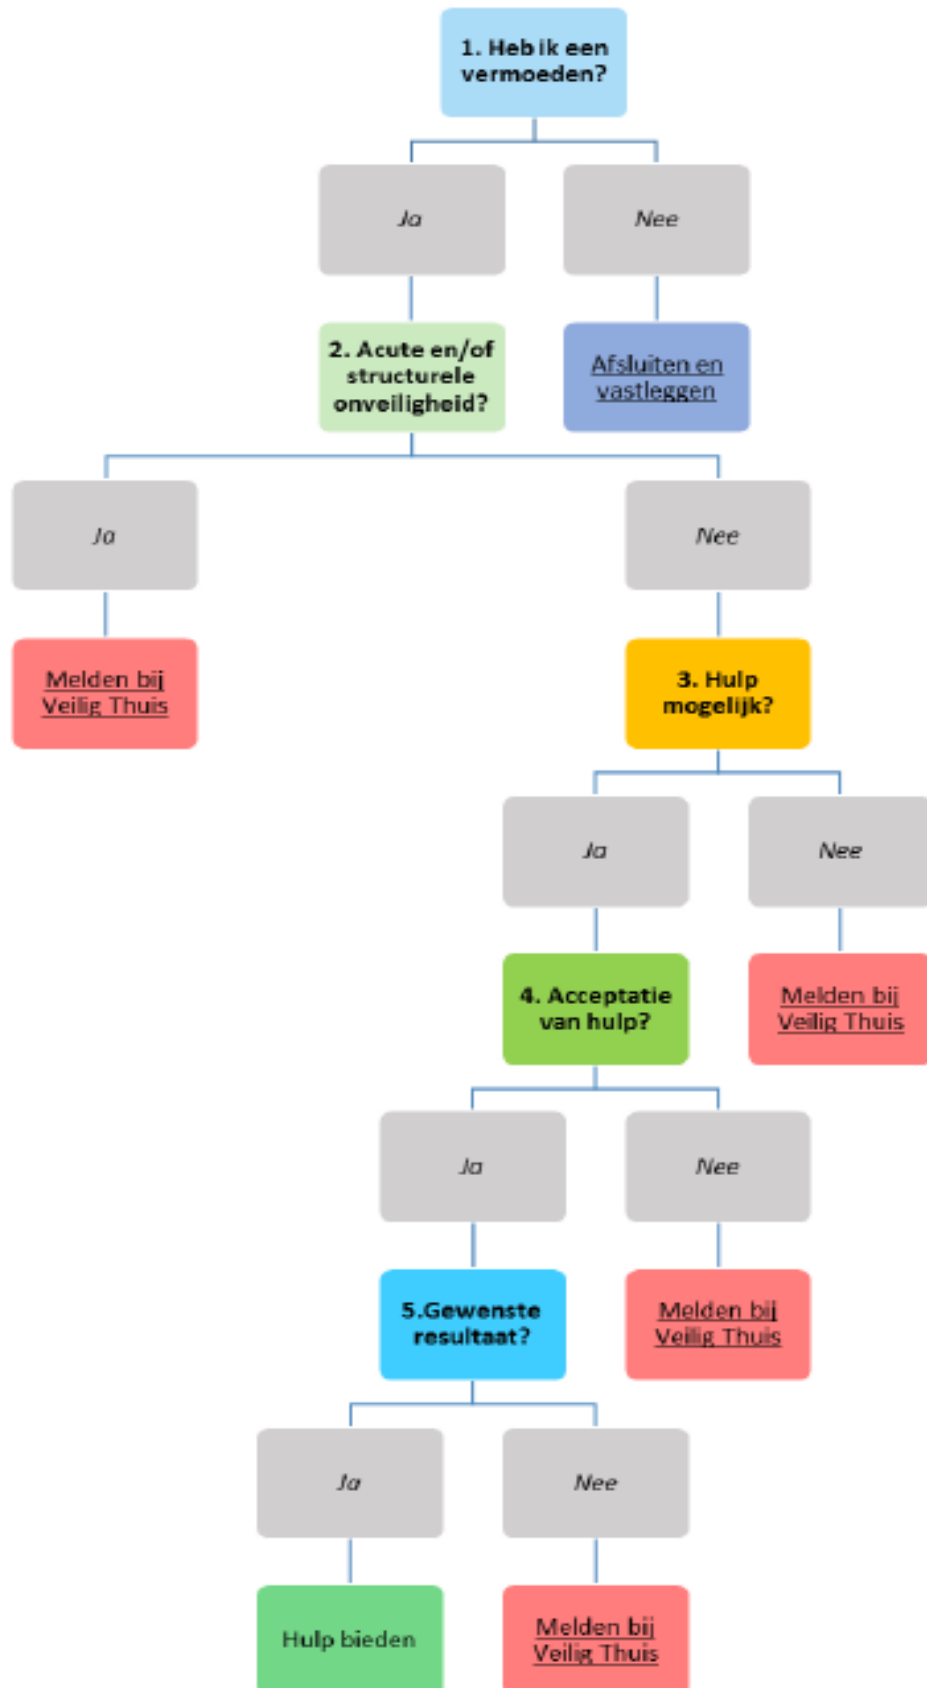 1. Heb ik een
vermoeden?
Ja
Nee
2. Acute en/of
structurele
onveiligheid?
Afsluiten en
vastleggen
Ja
Nee
Melden bij
Veilig Thuis
3. Hulp
mogelijk?
Ja
Nee
4. Acceptatie
van hulp?
Melden bij
Veilig Thuis
Ja
Nee
5.Gewenste
resultaat?
Melden bij
Veilig Thuis
Ja
Nee
Hulp bieden
Melden bij
Veilig Thuis